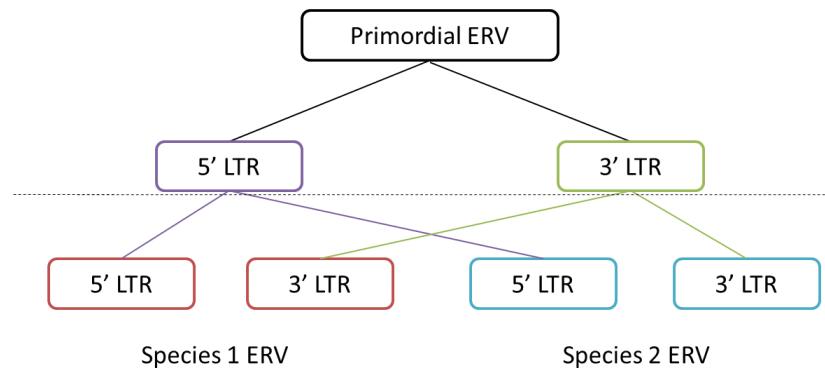 Primordial ERV
5’ LTR
3’ LTR
5’ LTR
3’ LTR
5’ LTR
3’ LTR
Species 1 ERV
Species 2 ERV